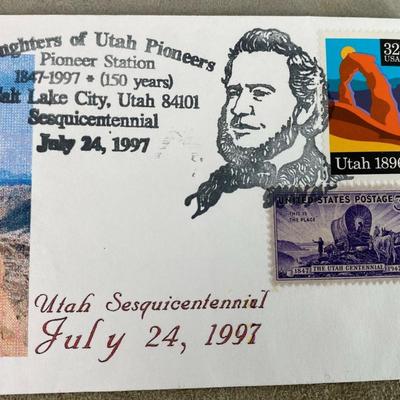 ughters of Utah Pioneers
Pioneer Station
1847-1997 * (150 years)
alt Lake City, Utah 84101
Sesquicentennial
July 24, 1997
32
USA
Utah 1896
UNITED STATES POSTAGE 3
THIS IS
THE PLACE
1847 THE UTAH CENTENNIAL 1947
Utah Sesquicentennial
July 24, 1997